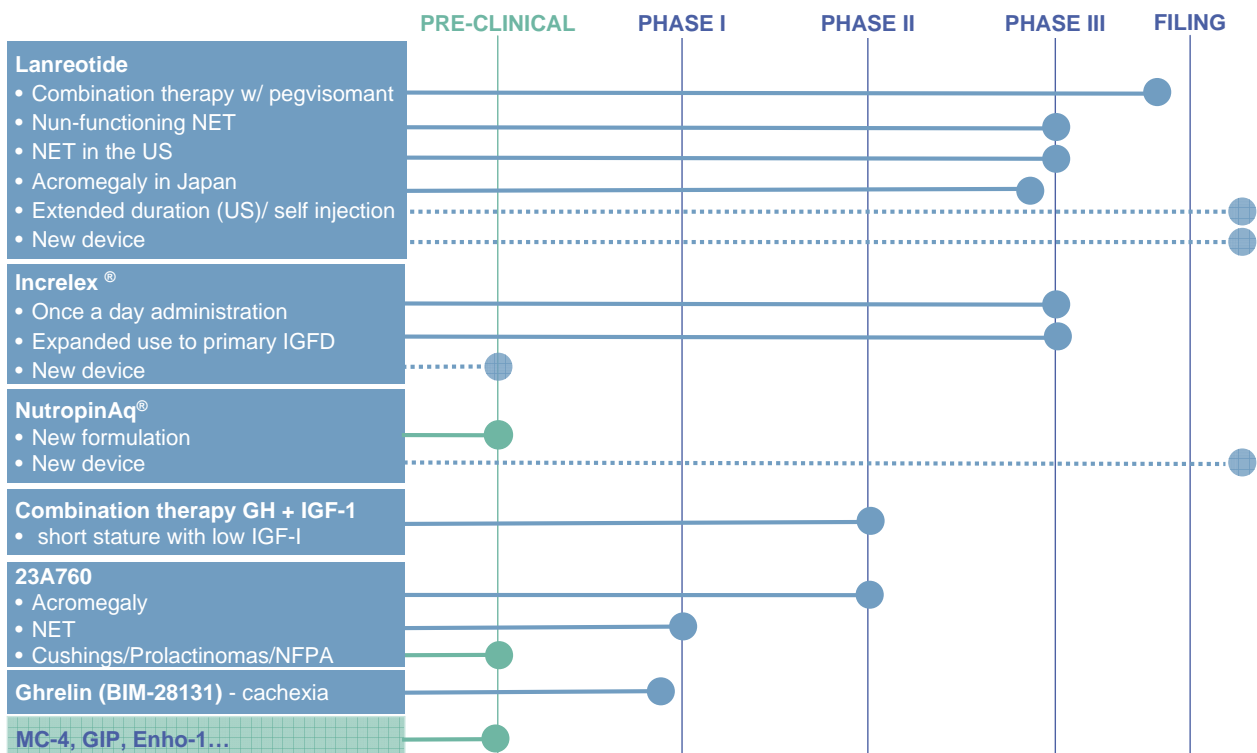 PRE-CLINICAL PHASE I PHASE II PHASE III FILING
Lanreotide
• Combination therapy w/ pegvisomant
• Nun-functioning NET
• NET in the US
• Acromegaly in Japan
• Extended duration (US)/ self injection
• New device
Increlex ®
• Once a day administration
• Expanded use to primary IGFD
• New device
NutropinAq®
• New formulation
• New device
Combination therapy GH + IGF-1
• short stature with low IGF-I
23A760
• Acromegaly
• NET
• Cushings/Prolactinomas/NFPA
Ghrelin (BIM-28131) - cachexia
MC-4, GIP, Enho-1…